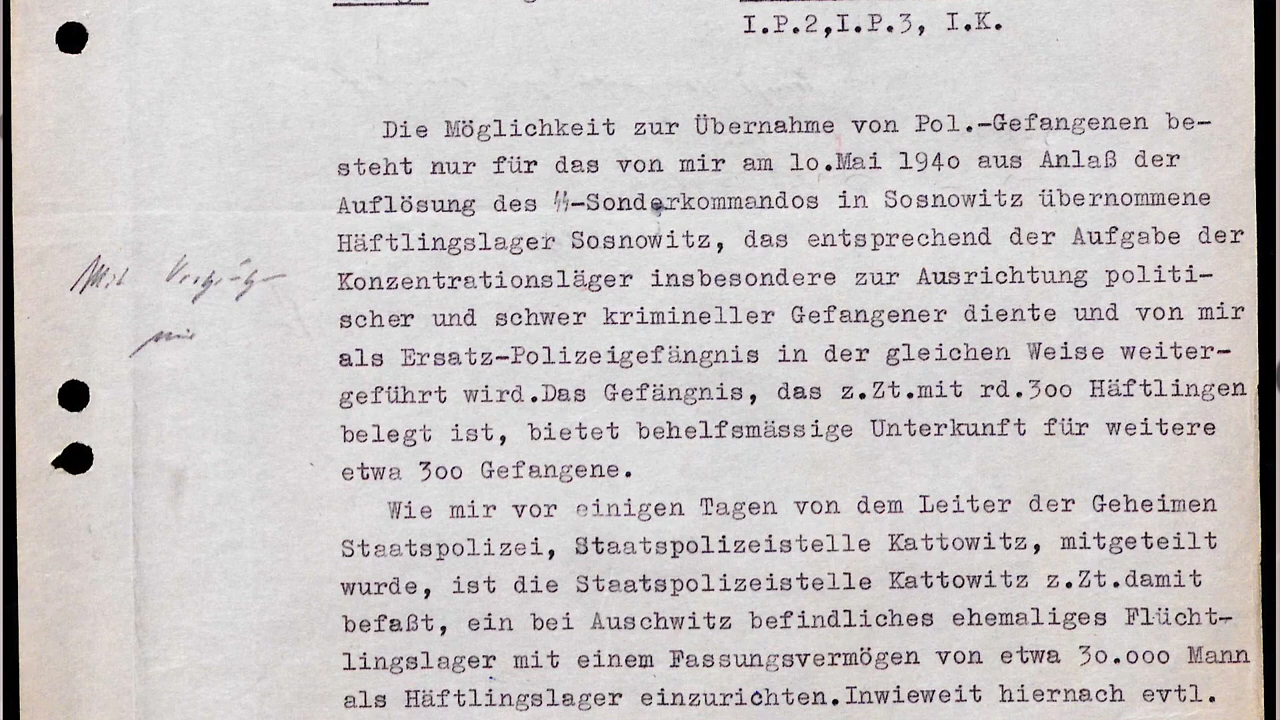 I.P.2,I.P.3, I.K.
Die Möglichkeit zur Übernahme von Pol.-Gefangenen be-
steht nur für das von mir am 1o.Mai 194o aus Anlaß der
Auflösung des SS-Sonderkommandos in Sosnowitz übernommene
Häftlingslager Sosnowitz, das entsprechend der Aufgabe der
Konzentrationsläger insbesondere zur Ausrichtung politi-
scher und schwer krimineller Gefangener diente und von mir
als Ersatz-Polizeigefängnis in der gleichen Weise weiter-
geführt wird.Das Gefängnis, das z.Zt.mit rd.3oo Häftlingen
belegt ist, bietet behelfsmässige Unterkunft für weitere
etwa 3oo Gefangene.
Wie mir vor einigen Tagen von dem Leiter der Geheimen
Staatspolizei, Staatspolizeistelle Kattowitz, mitgeteilt
wurde, ist die Staatspolizeistelle Kattowitz z.Zt.damit
befaßt, ein bei Auschwitz befindliches ehemaliges Flücht-
lingslager mit einem Fassungsvermögen von etwa 3o.ooo Mann
als Häftlingslager einzurichten.Inwieweit hiernach evtl.